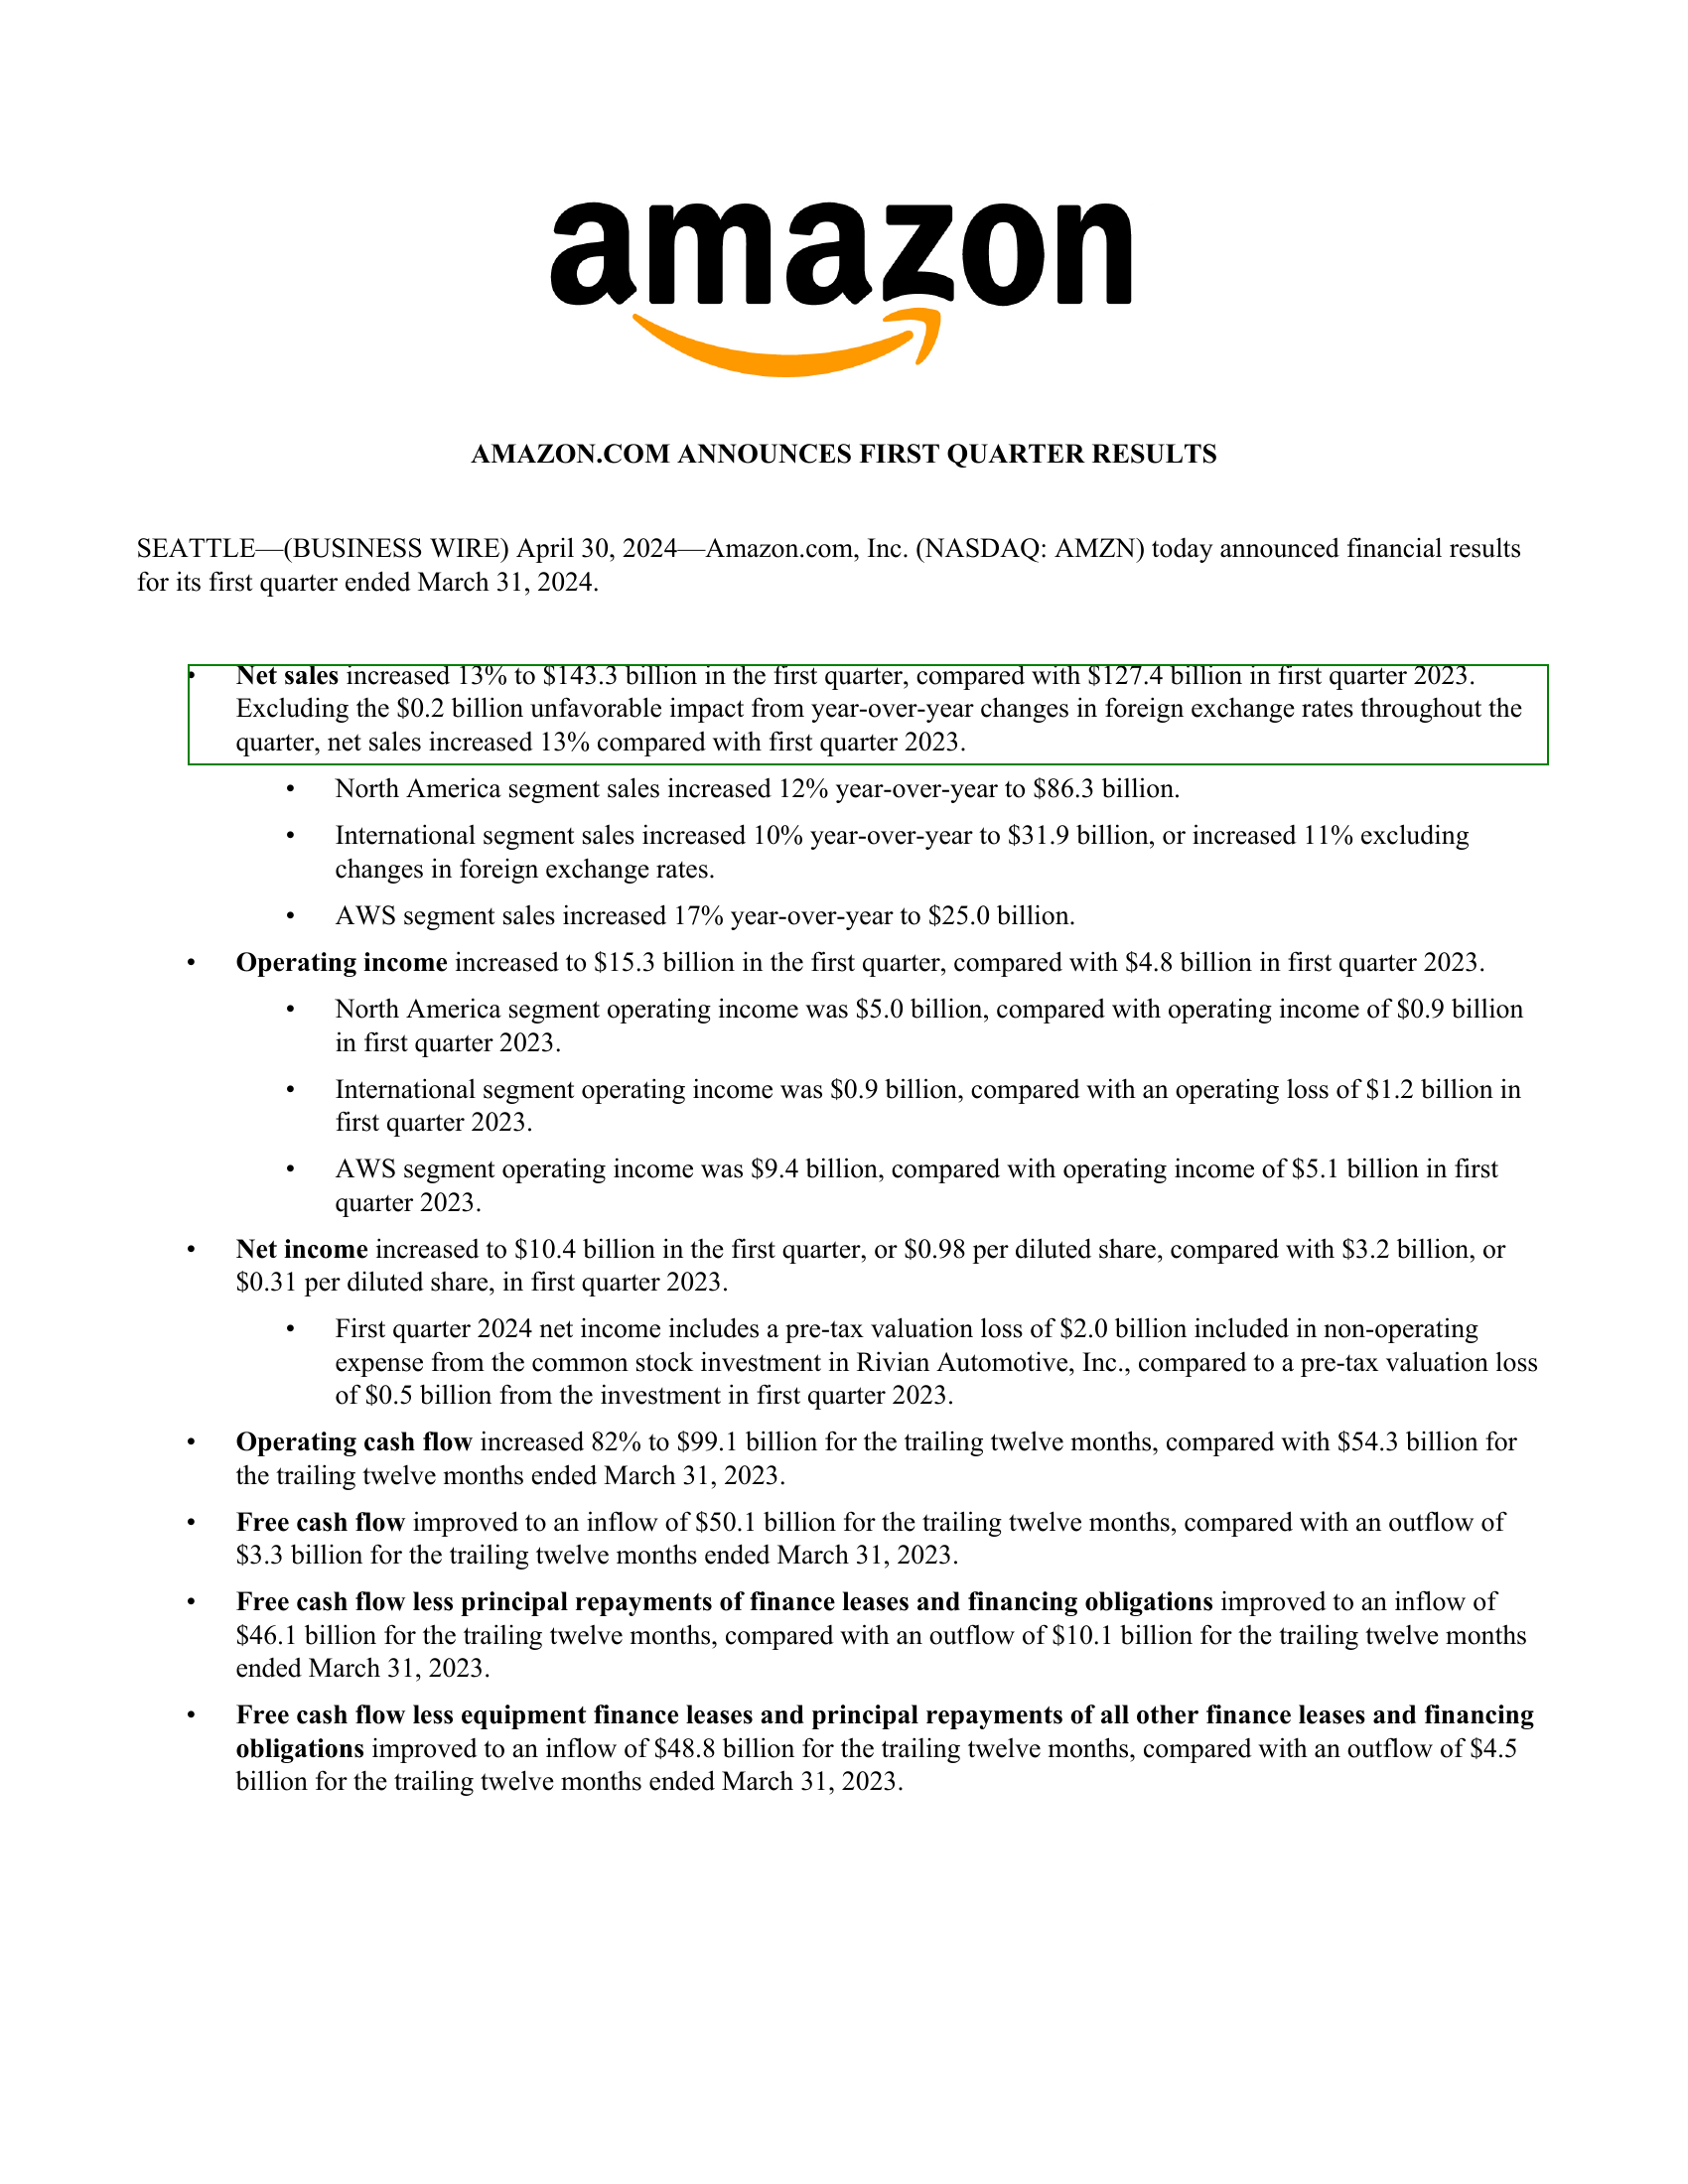 amazon
AMAZON.COM ANNOUNCES FIRST QUARTER RESULTS
SEATTLE—(BUSINESS WIRE) April 30, 2024—Amazon.com, Inc. (NASDAQ: AMZN) today announced financial results
for its first quarter ended March 31, 2024.
• Net sales increased 13% to $143.3 billion in the first quarter, compared with $127.4 billion in first quarter 2023.
Excluding the $0.2 billion unfavorable impact from year-over-year changes in foreign exchange rates throughout the
quarter, net sales increased 13% compared with first quarter 2023.
• North America segment sales increased 12% year-over-year to $86.3 billion.
• International segment sales increased 10% year-over-year to $31.9 billion, or increased 11% excluding
changes in foreign exchange rates.
• AWS segment sales increased 17% year-over-year to $25.0 billion.
• Operating income increased to $15.3 billion in the first quarter, compared with $4.8 billion in first quarter 2023.
• North America segment operating income was $5.0 billion, compared with operating income of $0.9 billion
in first quarter 2023.
• International segment operating income was $0.9 billion, compared with an operating loss of $1.2 billion in
first quarter 2023.
• AWS segment operating income was $9.4 billion, compared with operating income of $5.1 billion in first
quarter 2023.
• Net income increased to $10.4 billion in the first quarter, or $0.98 per diluted share, compared with $3.2 billion, or
$0.31 per diluted share, in first quarter 2023.
• First quarter 2024 net income includes a pre-tax valuation loss of $2.0 billion included in non-operating
expense from the common stock investment in Rivian Automotive, Inc., compared to a pre-tax valuation loss
of $0.5 billion from the investment in first quarter 2023.
• Operating cash flow increased 82% to $99.1 billion for the trailing twelve months, compared with $54.3 billion for
the trailing twelve months ended March 31, 2023.
• Free cash flow improved to an inflow of $50.1 billion for the trailing twelve months, compared with an outflow of
$3.3 billion for the trailing twelve months ended March 31, 2023.
• Free cash flow less principal repayments of finance leases and financing obligations improved to an inflow of
$46.1 billion for the trailing twelve months, compared with an outflow of $10.1 billion for the trailing twelve months
ended March 31, 2023.
• Free cash flow less equipment finance leases and principal repayments of all other finance leases and financing
obligations improved to an inflow of $48.8 billion for the trailing twelve months, compared with an outflow of $4.5
billion for the trailing twelve months ended March 31, 2023.